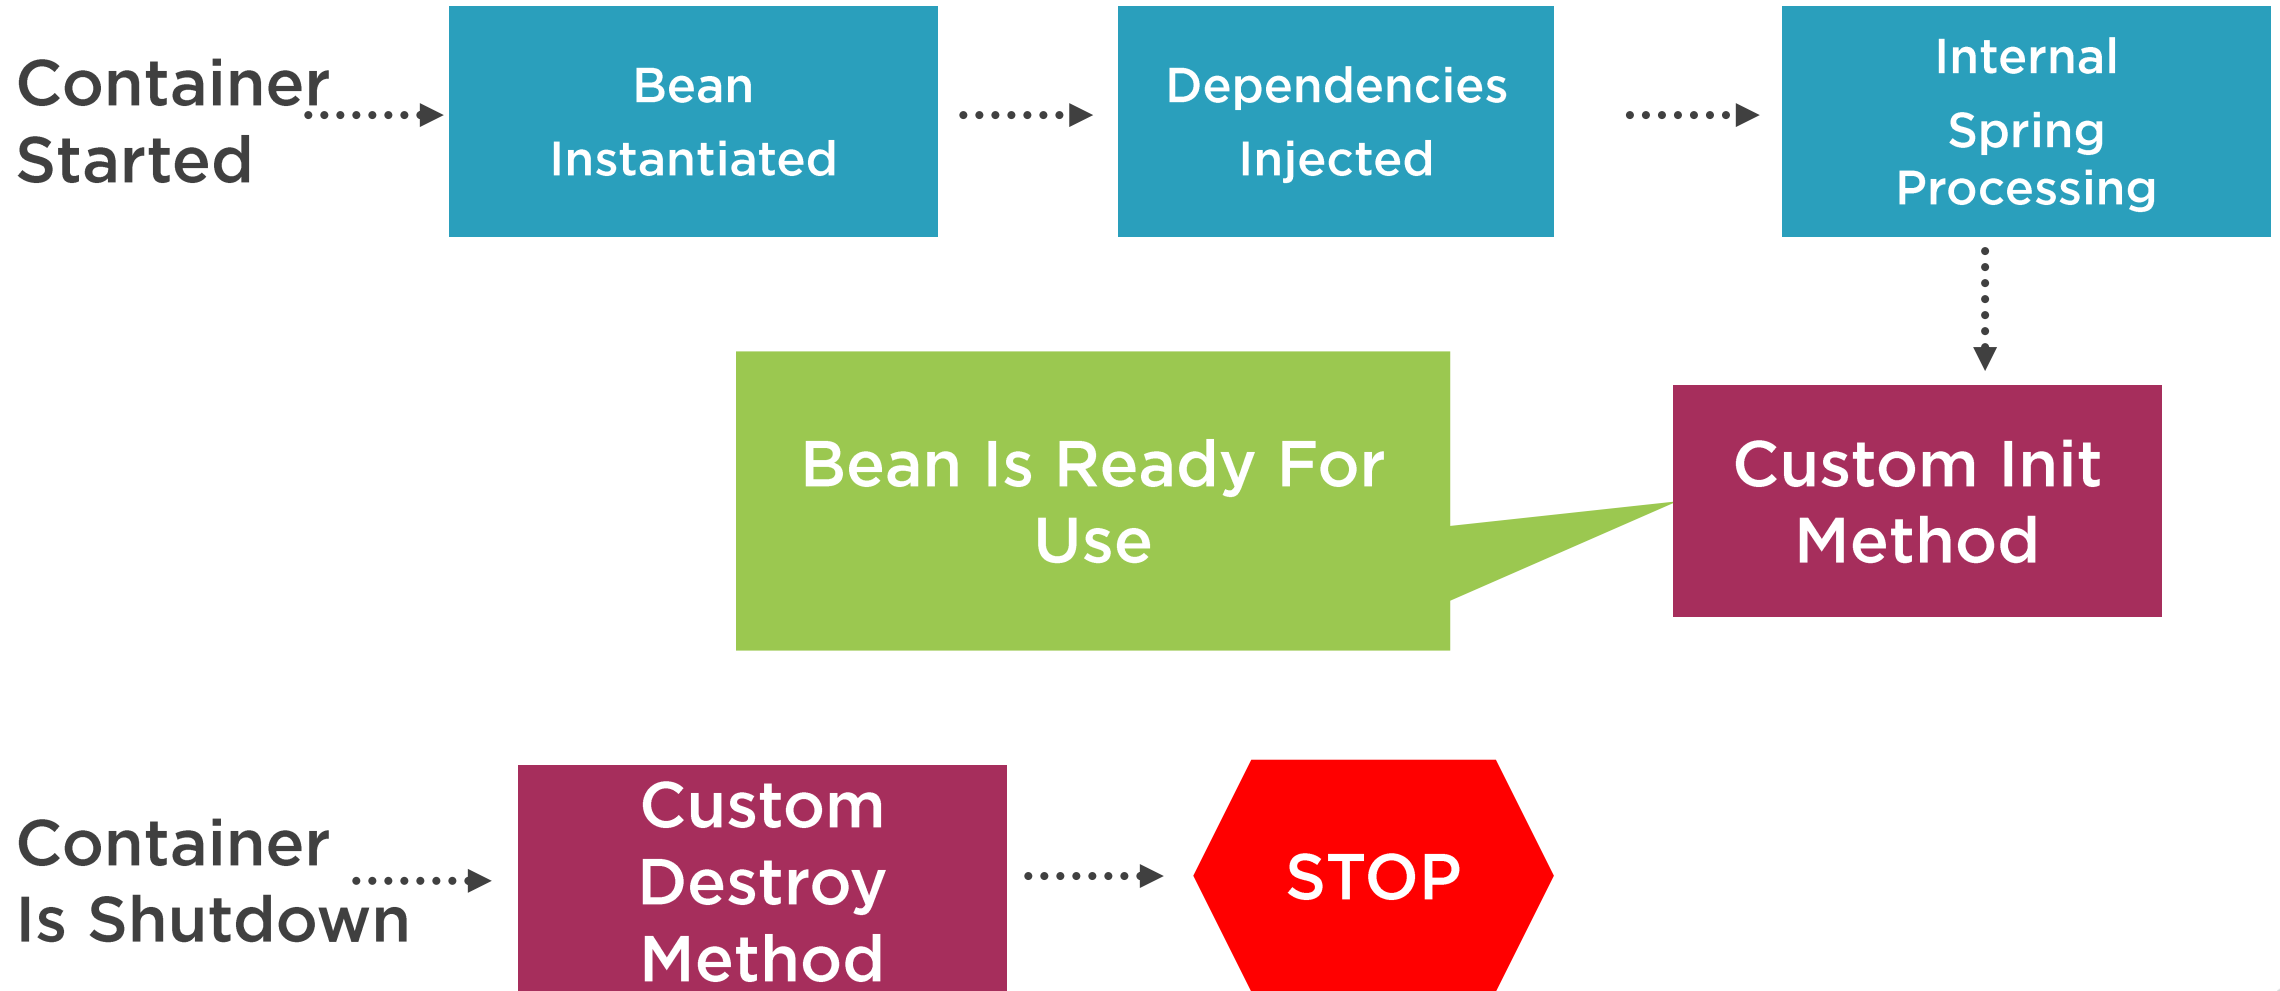 Container
Started
Bean
Instantiated
Dependencies
Injected
Internal
Spring
Processing
Bean Is Ready For
Use
Custom Init
Method
Container
Is Shutdown
Custom
Destroy
Method
STOP